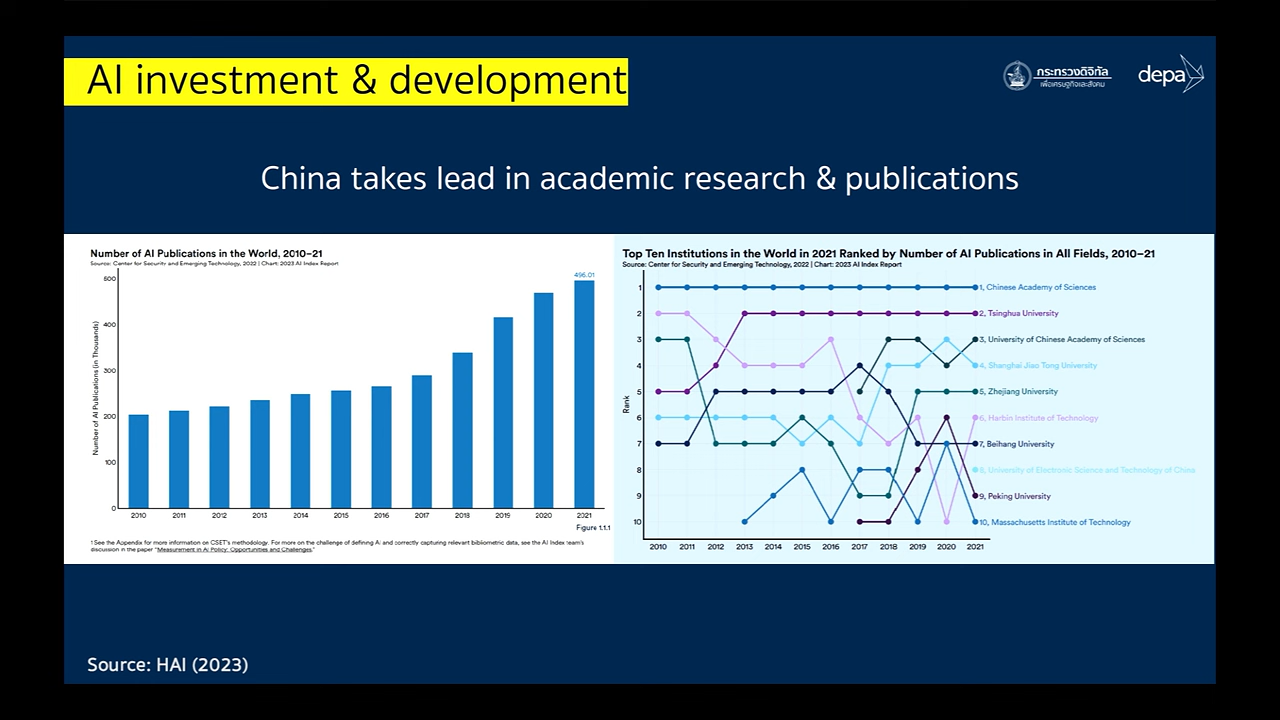 AI investment & development
กระทรวงดิจิทัล
เพื่อเศรษฐกิจและสังคม
depa
China takes lead in academic research & publications
Number of AI Publications in the World, 2010–21
Source: Center for Security and Emerging Technology, 2022 | Chart: 2023 AI Index Report
Number of AI Publications (in Thousands)
500
400
300
200
100
0
496.01
2010 2011 2012 2013 2014 2015 2016 2017 2018 2019 2020 2021
Figure 1.1.1
1 See the Appendix for more information on CSET's methodology. For more on the challenge of defining AI and correctly capturing relevant bibliometric data, see the AI Index team's
discussion in the paper "Measurement in AI Policy: Opportunities and Challenges."
Top Ten Institutions in the World in 2021 Ranked by Number of AI Publications in All Fields, 2010–21
Source: Center for Security and Emerging Technology, 2022 | Chart: 2023 AI Index Report
Rank
1
2
3
4
5
6
7
8
9
10
1, Chinese Academy of Sciences
2, Tsinghua University
3, University of Chinese Academy of Sciences
4, Shanghai Jiao Tong University
5, Zhejiang University
6, Harbin Institute of Technology
7, Beihang University
8, University of Electronic Science and Technology of China
9, Peking University
10, Massachusetts Institute of Technology
2010 2011 2012 2013 2014 2015 2016 2017 2018 2019 2020 2021
Source: HAI (2023)